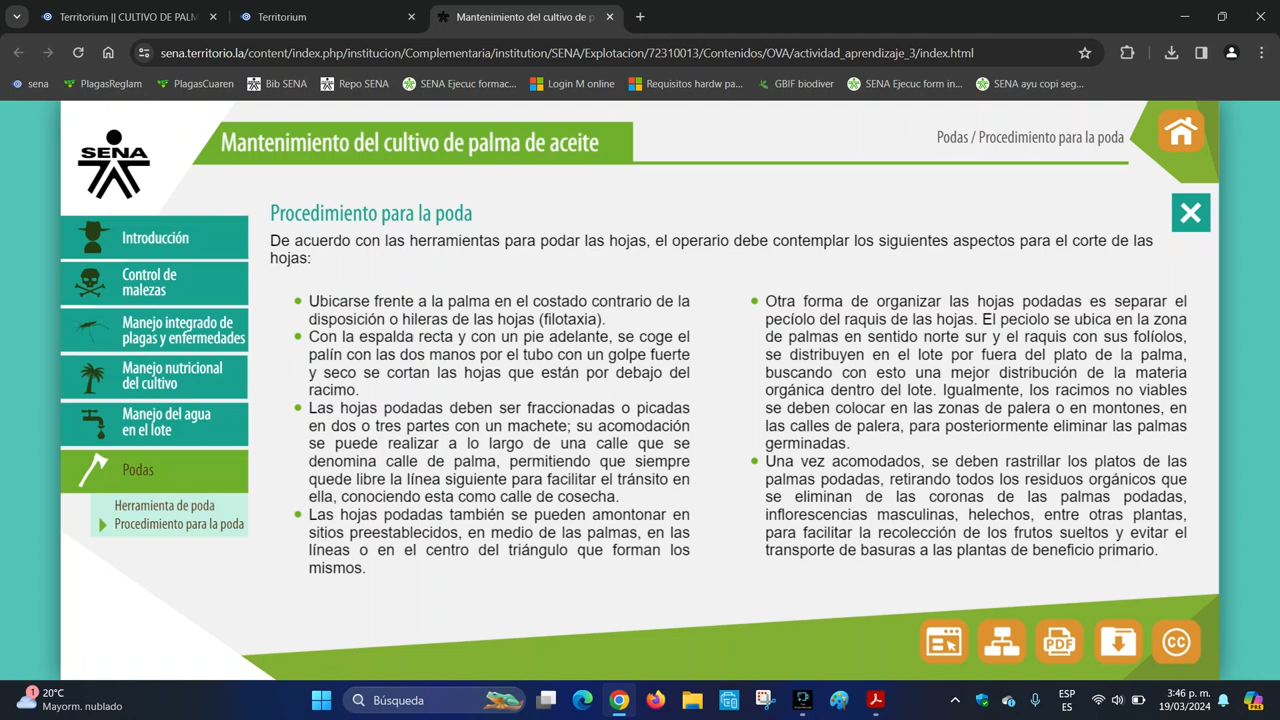 Territorium || CULTIVO DE PALM
Territorium
Mantenimiento del cultivo de p
sena.territorio.la/content/index.php/institucion/Complementaria/institution/SENA/Explotacion/72310013/Contenidos/OVA/actividad_aprendizaje_3/index.html
sena
PlagasReglam
PlagasCuaren
Bib SENA
Repo SENA
SENA Ejecuc formac...
Login M online
Requisitos hardw pa...
GBIF biodiver
SENA Ejecuc form in...
SENA ayu copi seg...
SENA
Mantenimiento del cultivo de palma de aceite
Podas / Procedimiento para la poda
Introducción
Control de
malezas
Manejo integrado de
plagas y enfermedades
Manejo nutricional
del cultivo
Manejo del agua
en el lote
Podas
Herramienta de poda
Procedimiento para la poda
Procedimiento para la poda
De acuerdo con las herramientas para podar las hojas, el operario debe contemplar los siguientes aspectos para el corte de las
hojas:
Ubicarse frente a la palma en el costado contrario de la
disposición o hileras de las hojas (filotaxia).
Con la espalda recta y con un pie adelante, se coge el
palín con las dos manos por el tubo con un golpe fuerte
y seco se cortan las hojas que están por debajo del
racimo.
Las hojas podadas deben ser fraccionadas o picadas
en dos o tres partes con un machete; su acomodación
se puede realizar a lo largo de una calle que se
denomina calle de palma, permitiendo que siempre
quede libre la línea siguiente para facilitar el tránsito en
ella, conociendo esta como calle de cosecha.
Las hojas podadas también se pueden amontonar en
sitios preestablecidos, en medio de las palmas, en las
líneas o en el centro del triángulo que forman los
mismos.
Otra forma de organizar las hojas podadas es separar el
peciolo del raquis de las hojas. El peciolo se ubica en la zona
de palmas en sentido norte sur y el raquis con sus folíolos,
se distribuyen en el lote por fuera del plato de la palma,
buscando con esto una mejor distribución de la materia
orgánica dentro del lote. Igualmente, los racimos no viables
se deben colocar en las zonas de palera o en montones, en
las calles de palera, para posteriormente eliminar las palmas
germinadas.
Una vez acomodados, se deben rastrillar los platos de las
palmas podadas, retirando todos los residuos orgánicos que
se eliminan de las coronas de las palmas podadas,
inflorescencias masculinas, helechos, entre otras plantas,
para facilitar la recolección de los frutos sueltos y evitar el
transporte de basuras a las plantas de beneficio primario.
PDF
CC
1
20°C
Mayorm. nublado
Búsqueda
ESP
ES
3:46 p. m.
19/03/2024
PRE